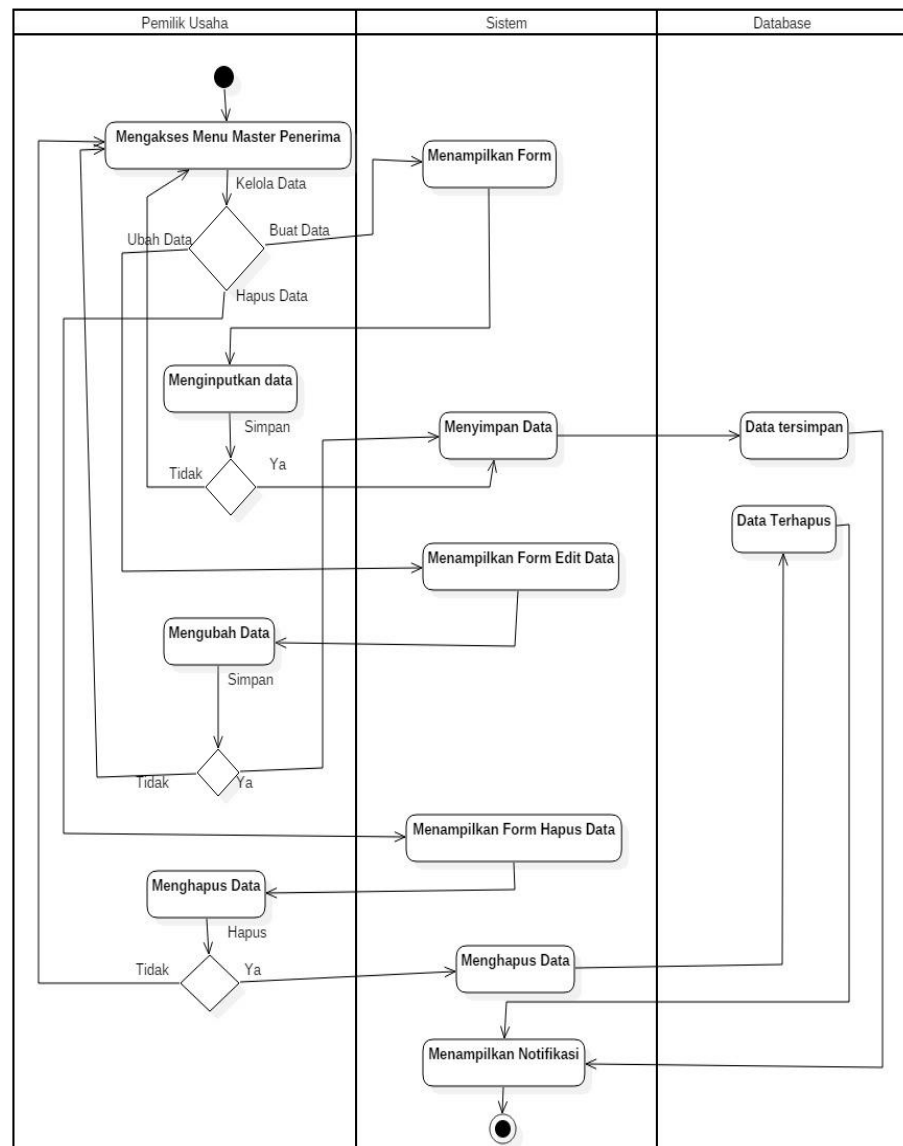 Pemilik Usaha
Sistem
Database
Mengakses Menu Master Penerima
Menampilkan Form
Kelola Data
Ubah Data
Buat Data
Hapus Data
Menginputkan data
Simpan
Menyimpan Data
Data tersimpan
Tidak
Ya
Data Terhapus
Menampilkan Form Edit Data
Mengubah Data
Simpan
Tidak
Ya
Menampilkan Form Hapus Data
Menghapus Data
Hapus
Menghapus Data
Tidak
Ya
Menampilkan Notifikasi